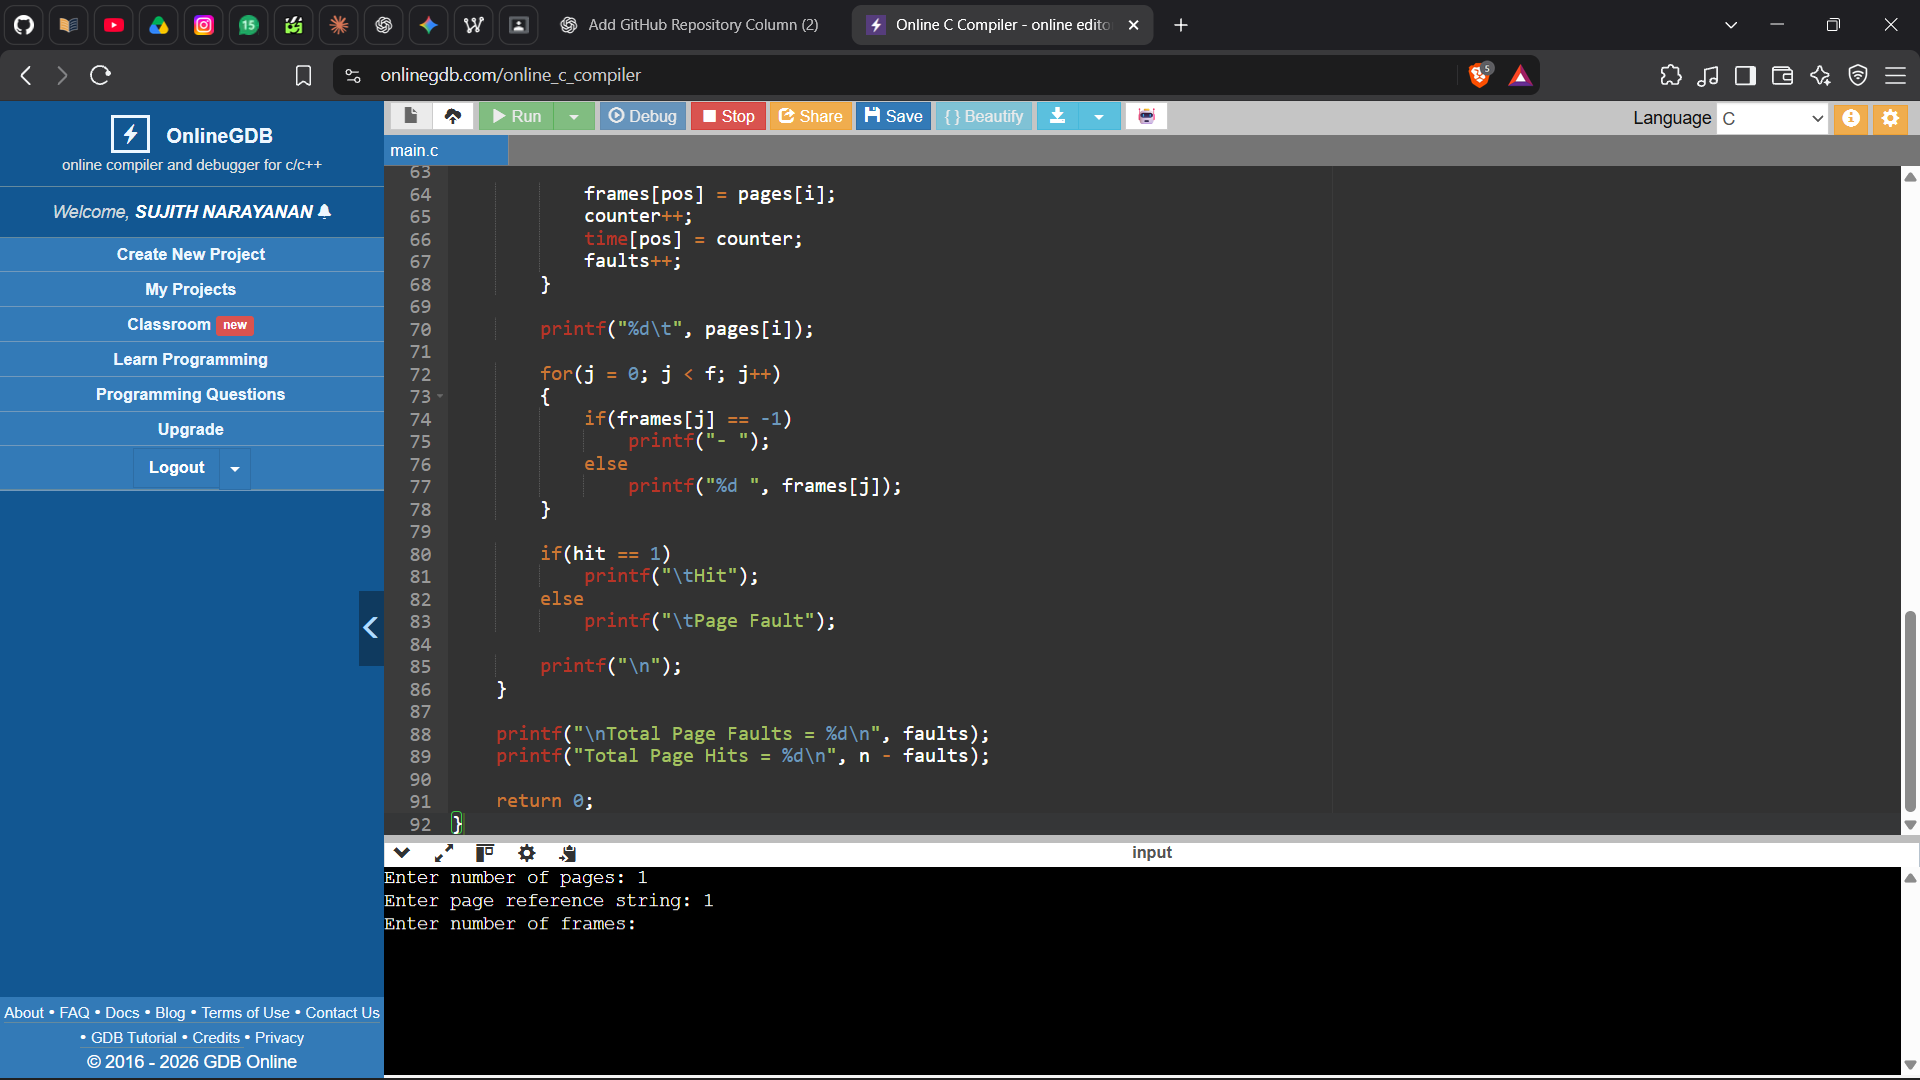 15
Add GitHub Repository Column (2)
Online C Compiler - online edito
onlinegdb.com/online_c_compiler
5
OnlineGDB
online compiler and debugger for c/c++
Welcome, SUJITH NARAYANAN
Create New Project
My Projects
Classroom new
Learn Programming
Programming Questions
Upgrade
Logout
About • FAQ • Docs • Blog • Terms of Use • Contact Us
• GDB Tutorial • Credits • Privacy
© 2016 - 2026 GDB Online
Run Debug Stop Share Save { } Beautify
Language C
main.c
63
64 frames[pos] = pages[i];
65 counter++;
66 time[pos] = counter;
67 faults++;
68 }
69
70 printf("%d\t", pages[i]);
71
72 for(j = 0; j < f; j++)
73 {
74 if(frames[j] == -1)
75 printf("- ");
76 else
77 printf("%d ", frames[j]);
78 }
79
80 if(hit == 1)
81 printf("\tHit");
82 else
83 printf("\tPage Fault");
84
85 printf("\n");
86 }
87
88 printf("\nTotal Page Faults = %d\n", faults);
89 printf("Total Page Hits = %d\n", n - faults);
90
91 return 0;
92 }
input
Enter number of pages: 1
Enter page reference string: 1
Enter number of frames: